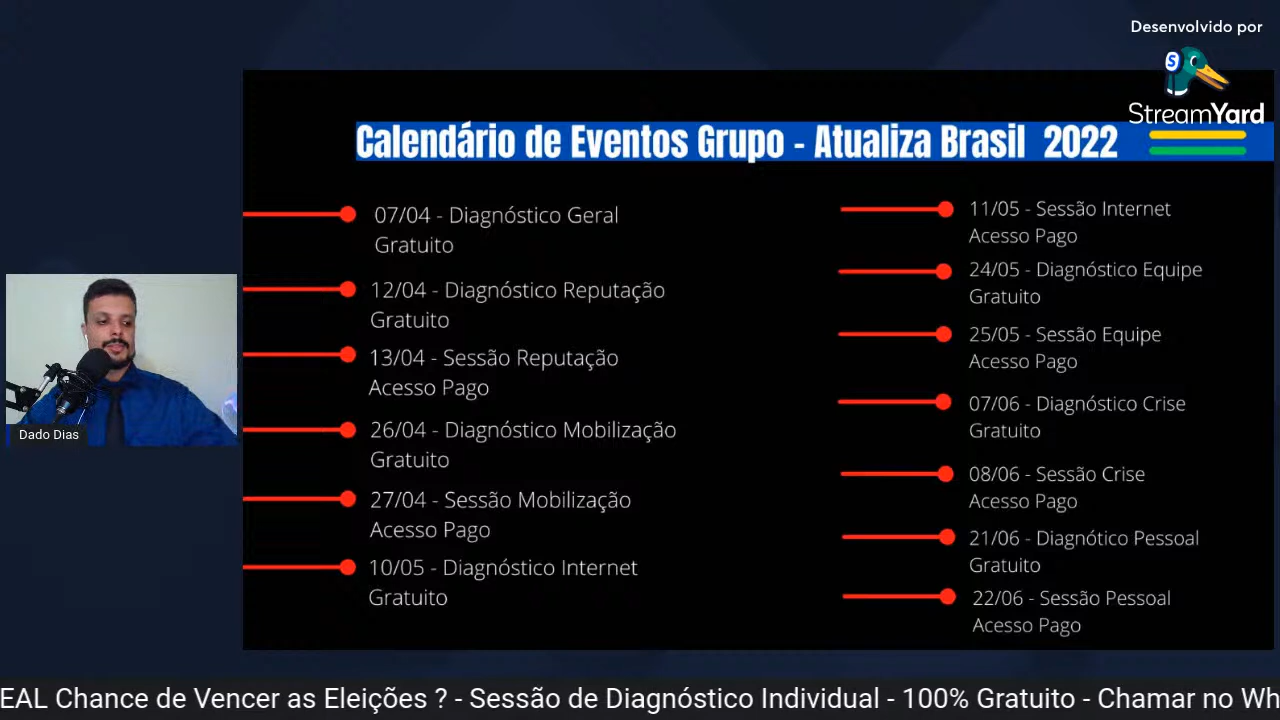 Desenvolvido por
StreamYard
Calendário de Eventos Grupo - Atualiza Brasil 2022
07/04 - Diagnóstico Geral
Gratuito
12/04 - Diagnóstico Reputação
Gratuito
13/04 - Sessão Reputação
Acesso Pago
26/04 - Diagnóstico Mobilização
Gratuito
27/04 - Sessão Mobilização
Acesso Pago
10/05 - Diagnóstico Internet
Gratuito
11/05 - Sessão Internet
Acesso Pago
24/05 - Diagnóstico Equipe
Gratuito
25/05 - Sessão Equipe
Acesso Pago
07/06 - Diagnóstico Crise
Gratuito
08/06 - Sessão Crise
Acesso Pago
21/06 - Diagnótico Pessoal
Gratuito
22/06 - Sessão Pessoal
Acesso Pago
Dado Dias
EAL Chance de Vencer as Eleições ? - Sessão de Diagnóstico Individual - 100% Gratuito - Chamar no Wh